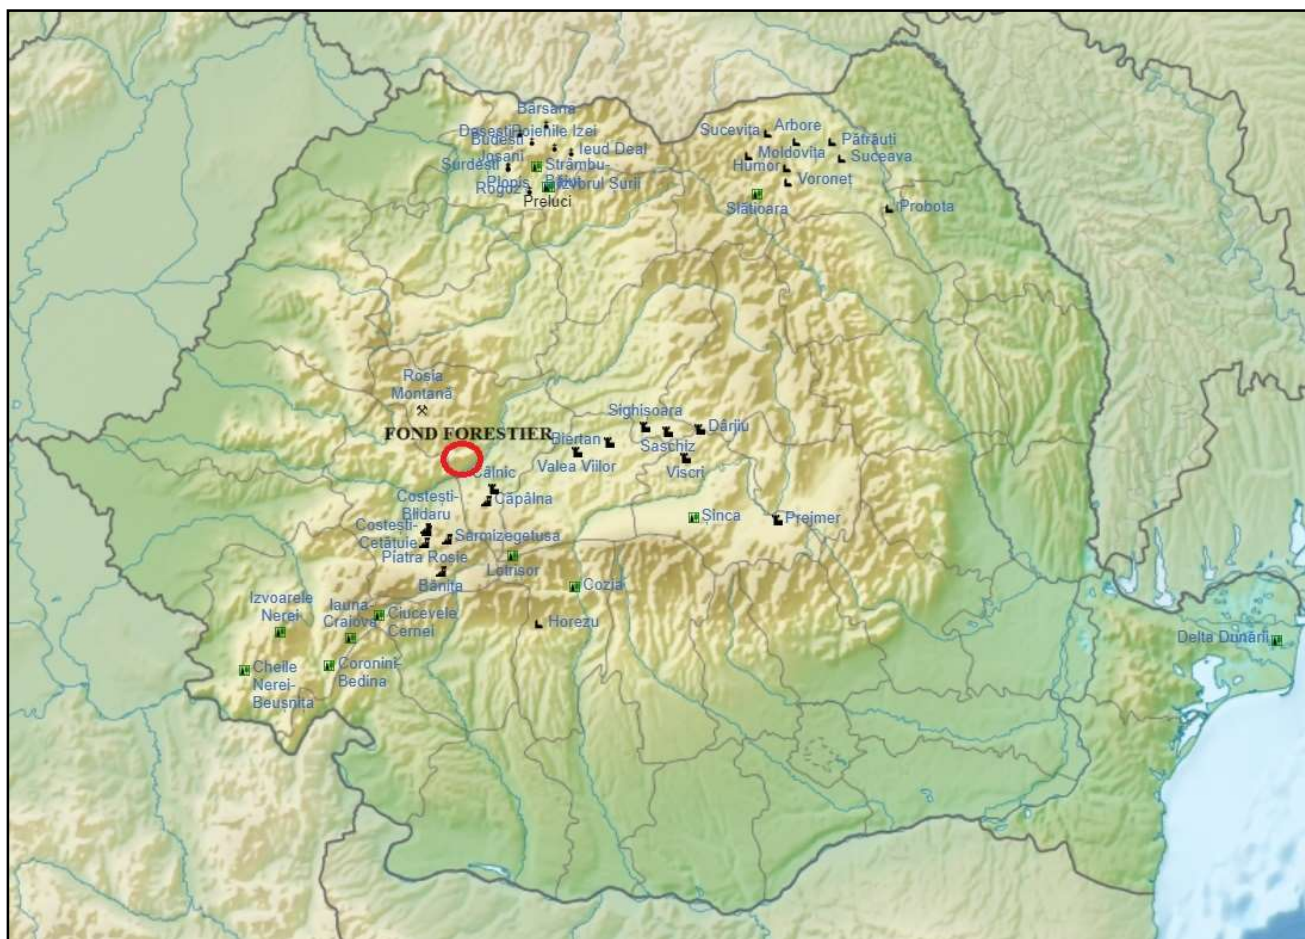 Bârsana
Desești
Poienile Izei
Budești
Josani
Ieud Deal
Șurdești
Strâmbu-
Băiuț
Plopiș
Izvorul Surii
Rogoz
Preluci
Sucevița
Arbore
Pătrăuți
Moldovița
Suceava
Humor
Voroneț
Slătioara
Probota
Roșia
Montană
FOND FORESTIER
Sighișoara
Dârjiu
Biertan
Saschiz
Valea Viilor
Viscri
Câlnic
Căpâlna
Costești-
Blidaru
Șinca
Prejmer
Costești-
Cetățuie
Sarmizegetusa
Piatra Roșie
Lotrișor
Bănița
Cozia
Izvoarele
Nerei
Iauna-
Craiova
Ciucevele
Cernei
Horezu
Delta Dunării
Cheile
Nerei-
Beușnița
Coronini-
Bedina